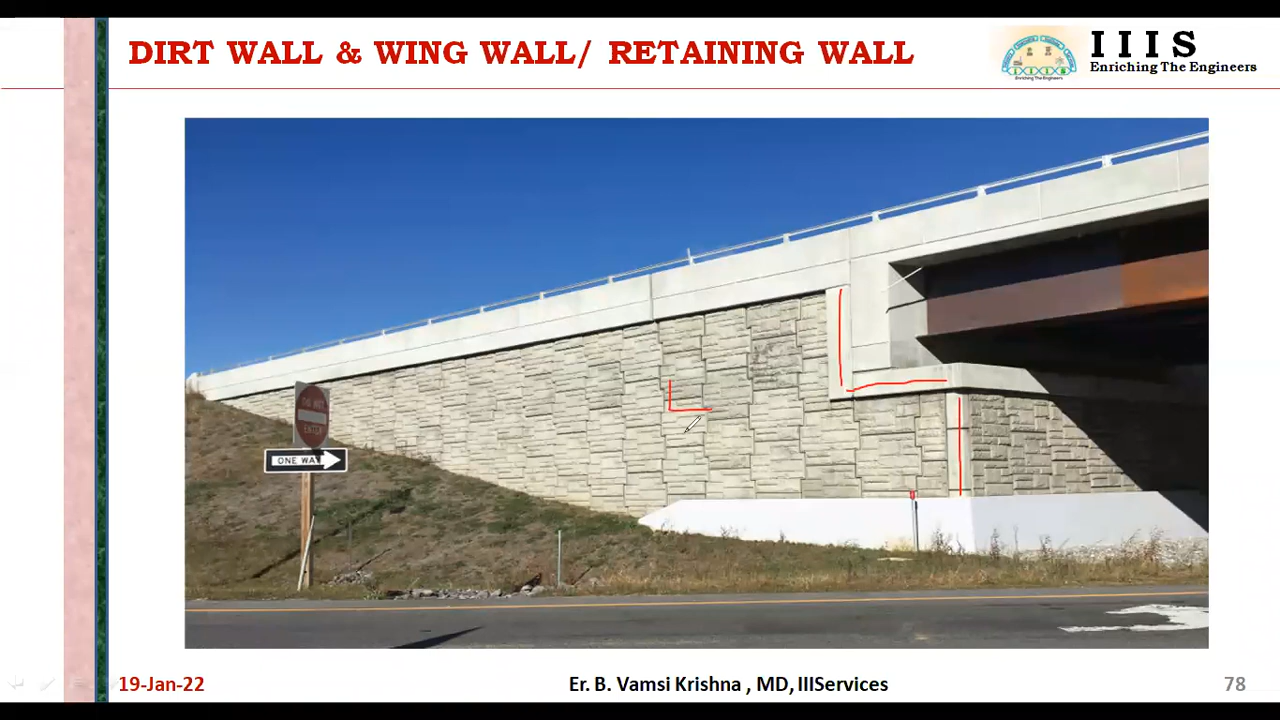 DIRT WALL & WING WALL/ RETAINING WALL
IIIS
Enriching The Engineers
ONE WAY
19-Jan-22
Er. B. Vamsi Krishna , MD, IIIServices
78